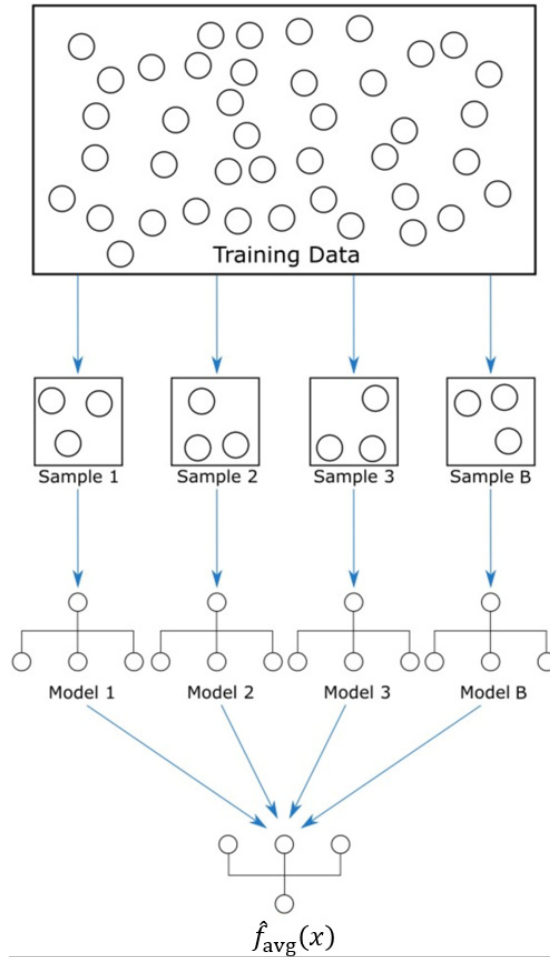 Training Data
Sample 1 Sample 2 Sample 3 Sample B
Model 1 Model 2 Model 3 Model B
f̂avg(x)